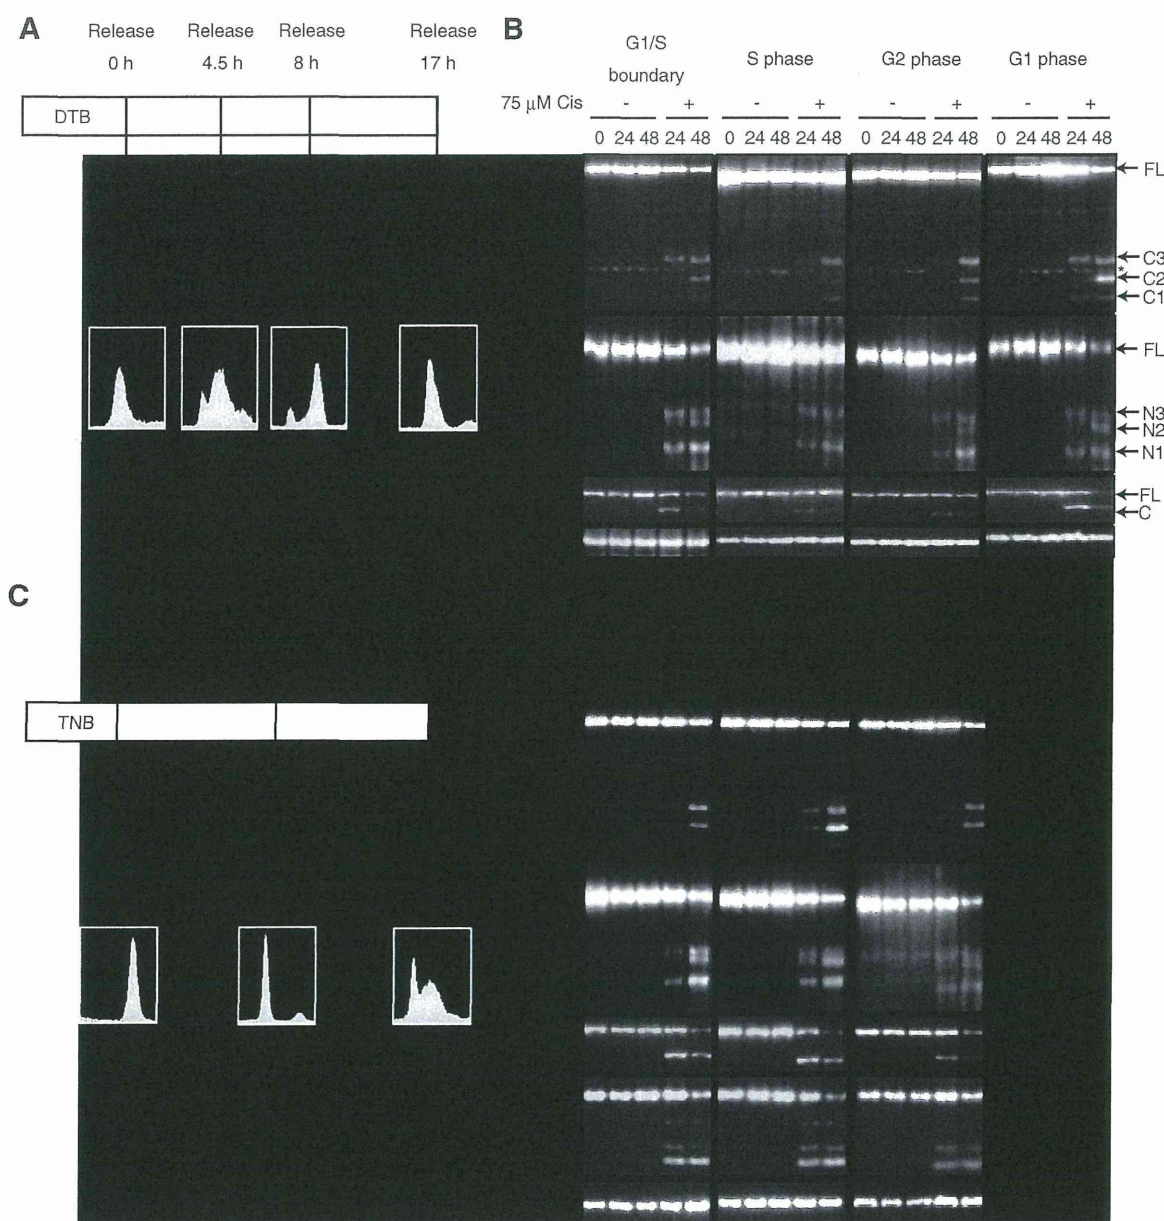 A
Release Release Release Release
0 h 4.5 h 8 h 17 h
DTB
B
G1/S boundary S phase G2 phase G1 phase
75 µM Cis - + - + - + - +
0 24 48 24 48 0 24 48 24 48 0 24 48 24 48 0 24 48 24 48
FL
C3
*
C2
C1
FL
N3
N2
N1
FL
C
C
TNB